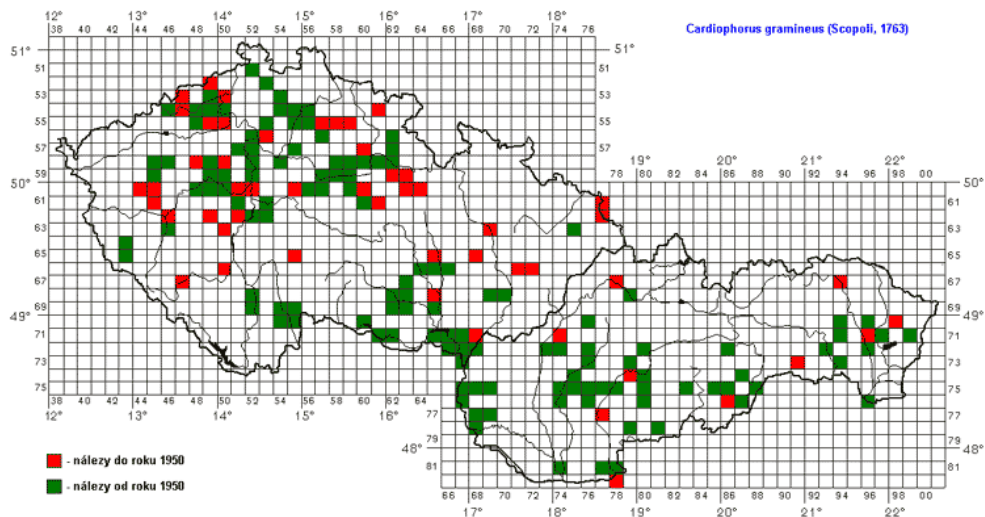 12° 13° 14° 15° 16° 17° 18°
38 40 42 44 46 48 50 52 54 56 58 60 62 64 66 68 70 72 74 76
Cardiophorus gramineus (Scopoli, 1763)
51° 51°
51 51
53 53
55 55
57 57
19° 20° 21° 22°
78 80 82 84 86 88 90 92 94 96 98 00
59
50° 50°
61 61
63 63
65 65
67 67
69 69
49° 49°
71 71
73 73
75 75
12° 38 40 42 44 46 48 50 52 54 56 58 60 62 64
13° 14° 15° 16° 77 77
48° 79 79 48°
- nálezy do roku 1950
81 81
- nálezy od roku 1950
66 68 70 72 74 76 78 80 82 84 86 88 90 92 94 96 98 00
17° 18° 19° 20° 21° 22°